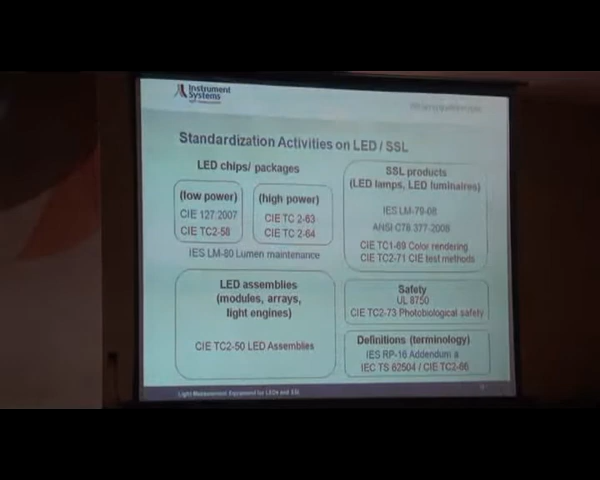 Instrument
Systems
Standardization Activities on LED / SSL
LED chips/ packages
(low power)
CIE 127:2007
CIE TC2-58
(high power)
CIE TC 2-63
CIE TC 2-64
IES LM-80 Lumen maintenance
SSL products
(LED lamps, LED luminaires)
IES LM-79-08
ANSI C78.377-2008
CIE TC1-69 Color rendering
CIE TC2-71 CIE test methods
LED assemblies
(modules, arrays,
light engines)
CIE TC2-50 LED Assemblies
Safety
UL 8750
CIE TC2-73 Photobiological safety
Definitions (terminology)
IES RP-16 Addendum a
IEC TS 62504 / CIE TC2-66
Light Measurement Equipment for LEDs and SSL